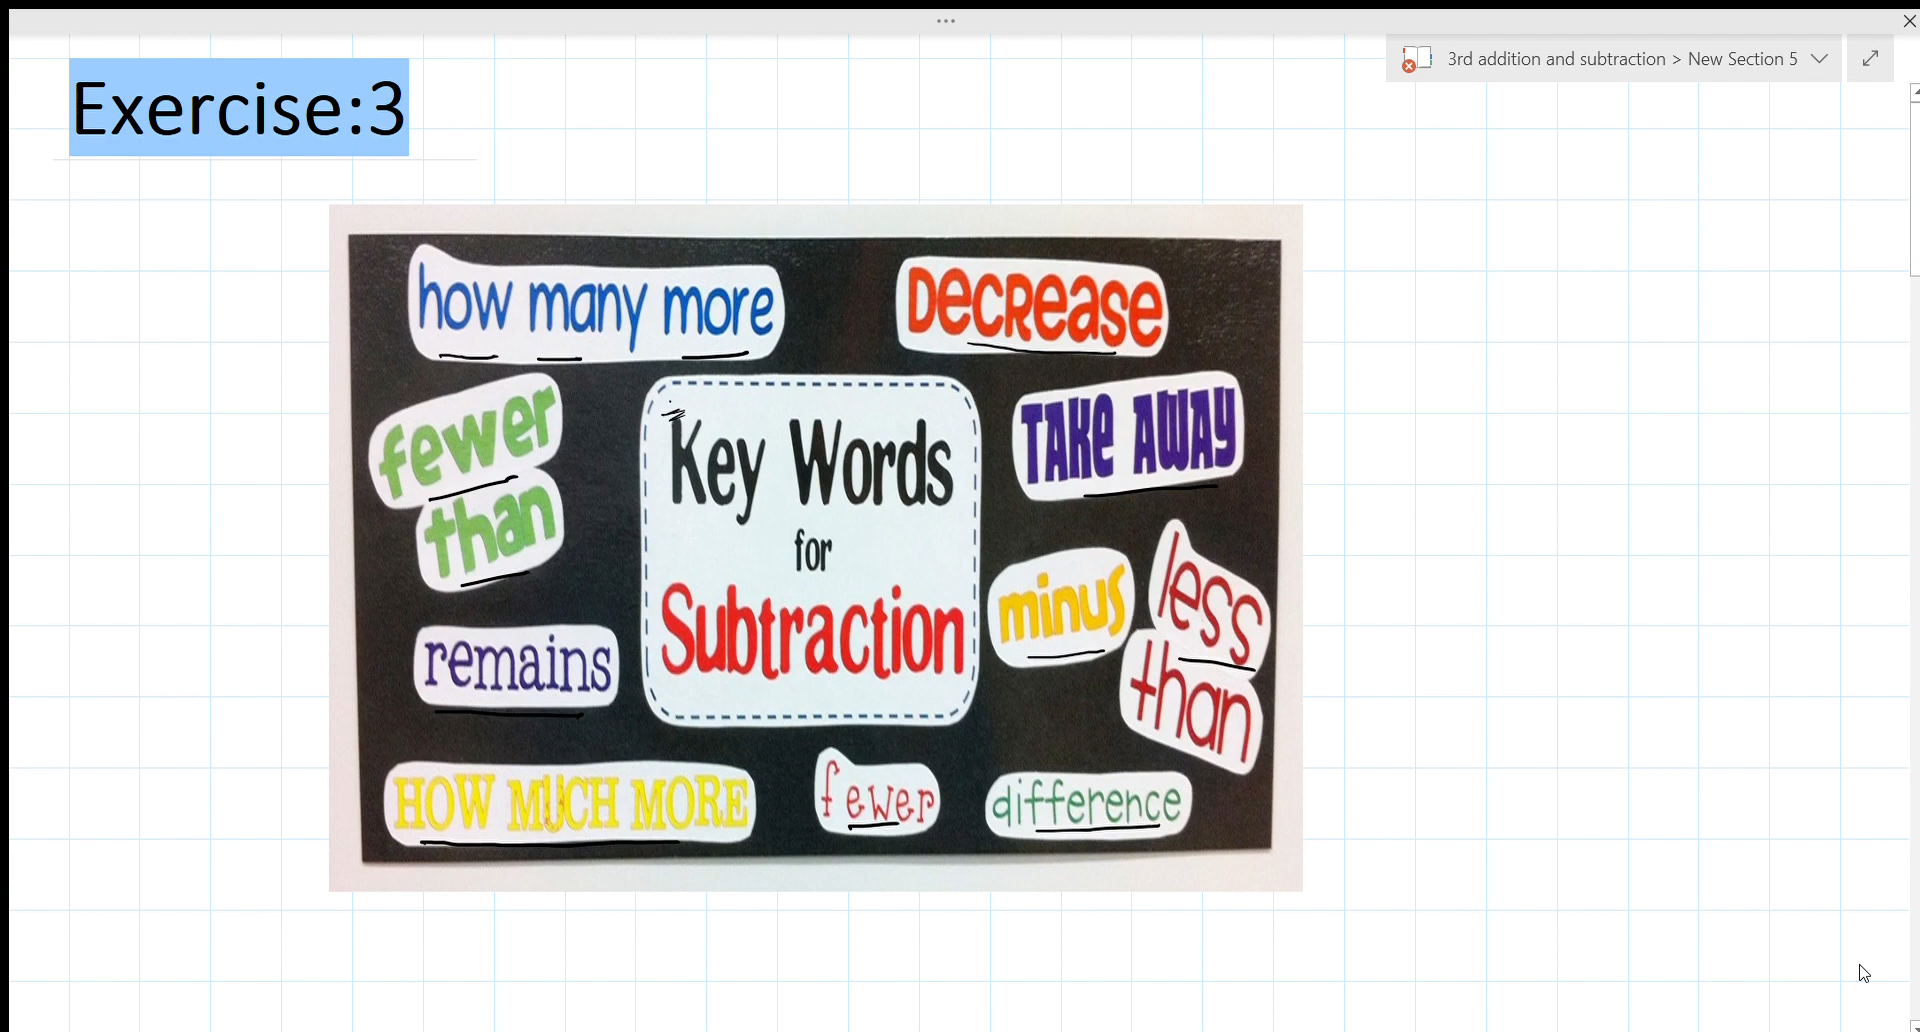 3rd addition and subtraction > New Section 5
Exercise:3
how many more
Decrease
fewer
than
Key Words
for
Subtraction
TAKE AWAY
minus
less
than
remains
HOW MUCH MORE
fewer
difference